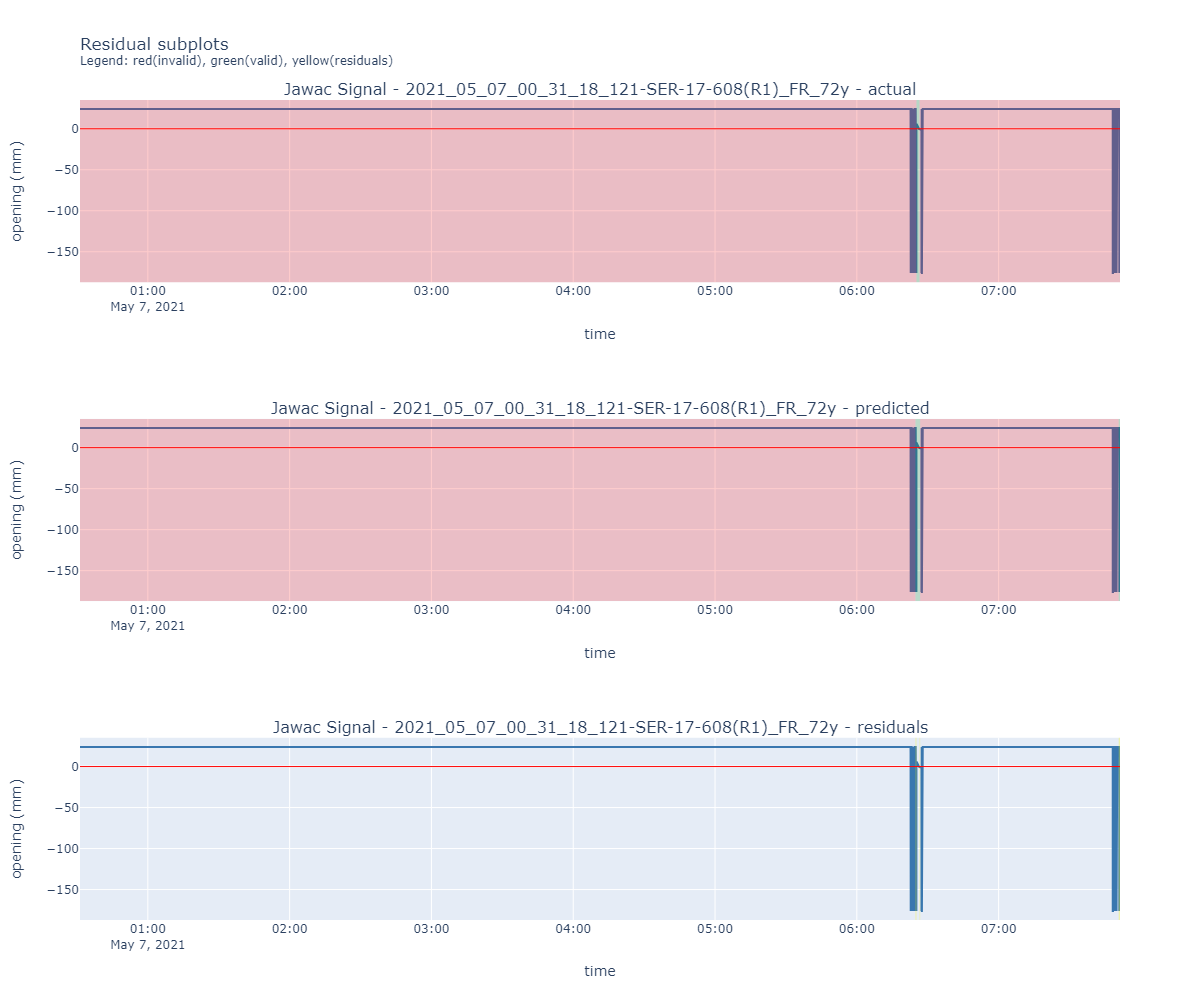 Residual subplots
Legend: red(invalid), green(valid), yellow(residuals)
Jawac Signal - 2021_05_07_00_31_18_121-SER-17-608(R1)_FR_72y - actual
opening (mm)
0
−50
−100
−150
01:00 02:00 03:00 04:00 05:00 06:00 07:00
May 7, 2021
time
Jawac Signal - 2021_05_07_00_31_18_121-SER-17-608(R1)_FR_72y - predicted
opening (mm)
0
−50
−100
−150
01:00 02:00 03:00 04:00 05:00 06:00 07:00
May 7, 2021
time
Jawac Signal - 2021_05_07_00_31_18_121-SER-17-608(R1)_FR_72y - residuals
opening (mm)
0
−50
−100
−150
01:00 02:00 03:00 04:00 05:00 06:00 07:00
May 7, 2021
time